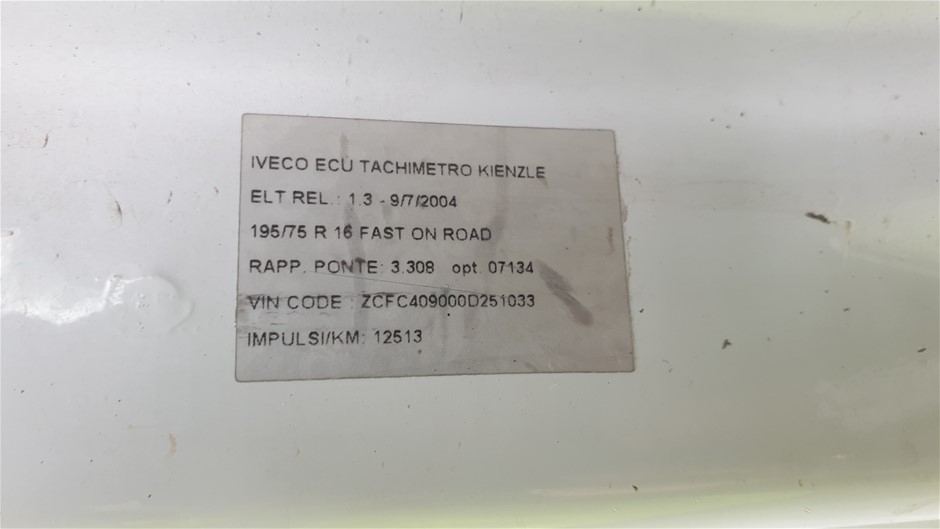 IVECO ECU TACHIMETRO KIENZLE
ELT REL.: 1.3 - 9/7/2004
195/75 R 16 FAST ON ROAD
RAPP. PONTE: 3.308 opt. 07134
VIN CODE : ZCFC409000D251033
IMPULSI/KM: 12513